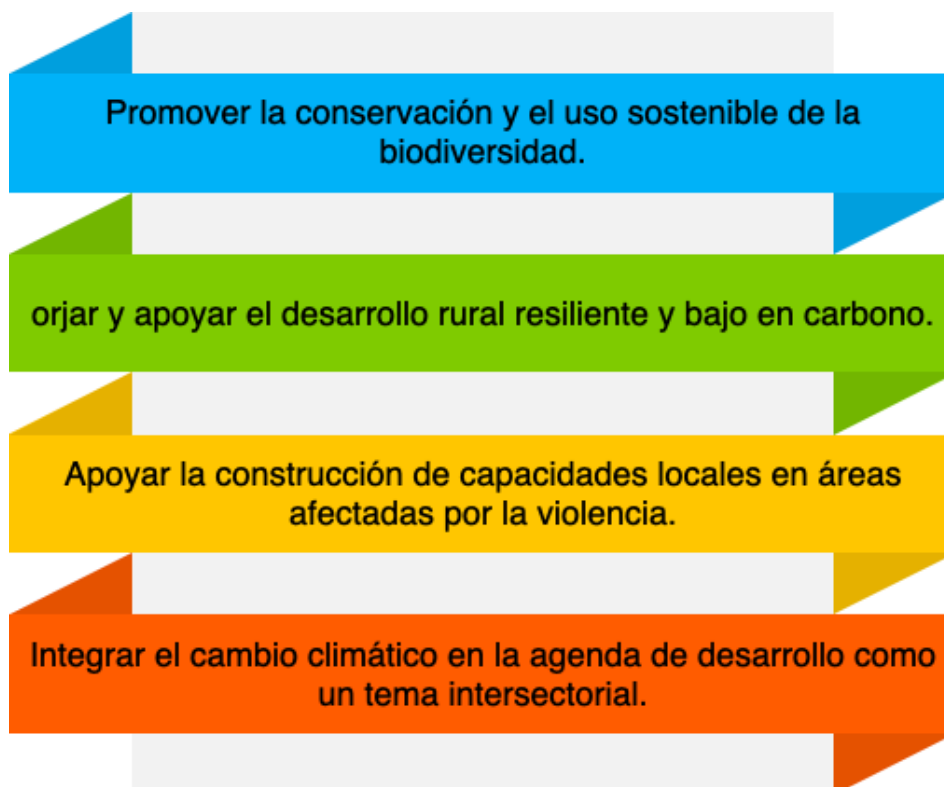 Promover la conservación y el uso sostenible de la
biodiversidad.
orjar y apoyar el desarrollo rural resiliente y bajo en carbono.
Apoyar la construcción de capacidades locales en áreas
afectadas por la violencia.
Integrar el cambio climático en la agenda de desarrollo como
un tema intersectorial.